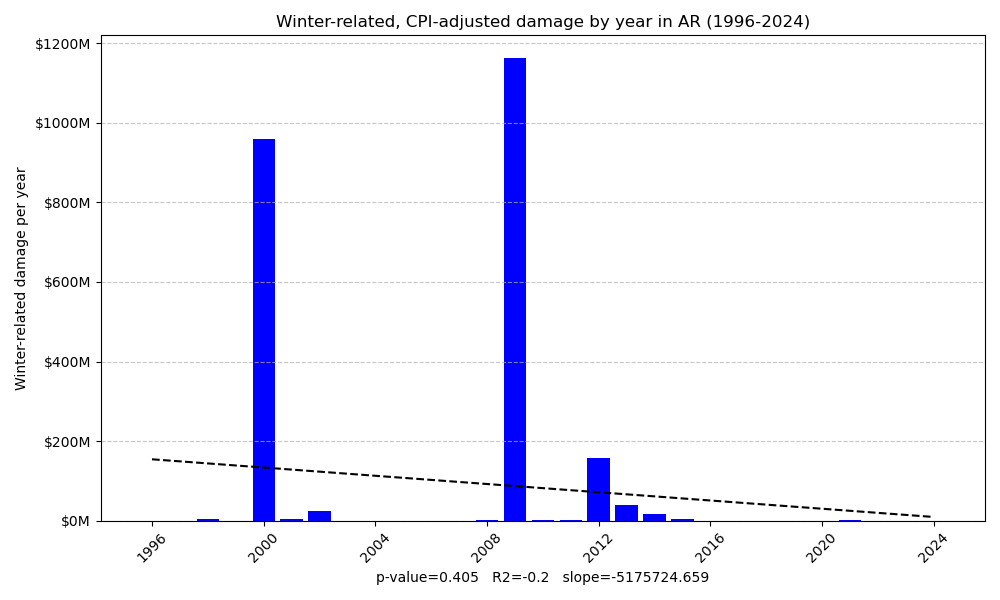 Winter-related, CPI-adjusted damage by year in AR (1996-2024)
$1200M
$1000M
$800M
$600M
$400M
$200M
$0M
Winter-related damage per year
1996
2000
2004
2008
2012
2016
2020
2024
p-value=0.405   R2=-0.2   slope=-5175724.659